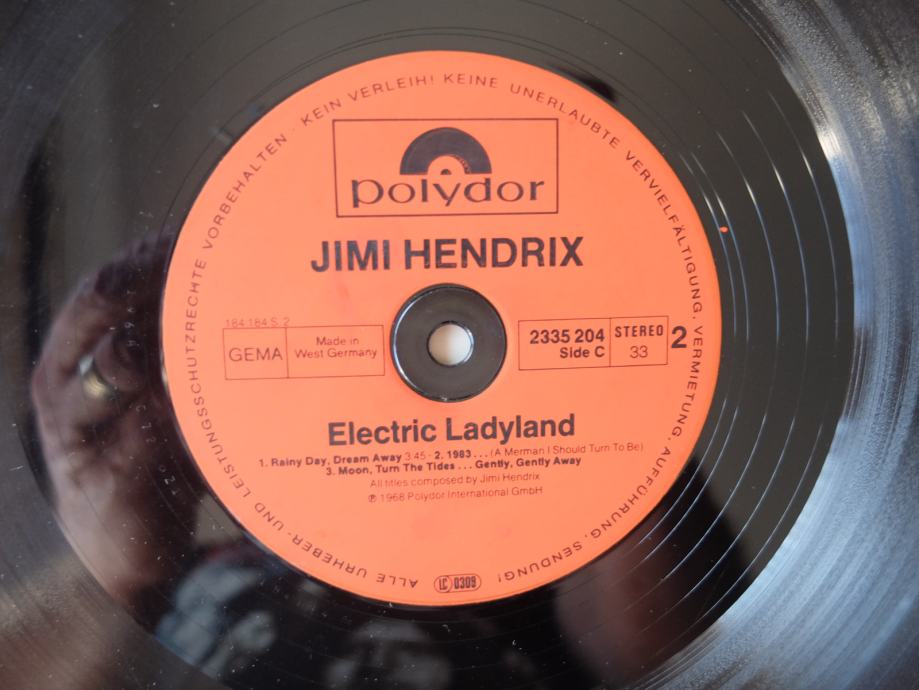 ALLE URHEBER- UND LEISTUNGSSCHUTZRECHTE VORBEHALTEN · KEIN VERLEIH! KEINE UNERLAUBTE VERVIELFÄLTIGUNG, VERMIETUNG, AUFFÜHRUNG, SENDUNG!
polydor
JIMI HENDRIX
184 184 S 2
GEMA
Made in
West Germany
2335 204
Side C
STEREO
33
2
Electric Ladyland
1. Rainy Day, Dream Away 3.45 · 2. 1983 . . . (A Merman I Should Turn To Be)
3. Moon, Turn The Tides . . . Gently, Gently Away
All titles composed by Jimi Hendrix
℗ 1968 Polydor International GmbH
LC 0309